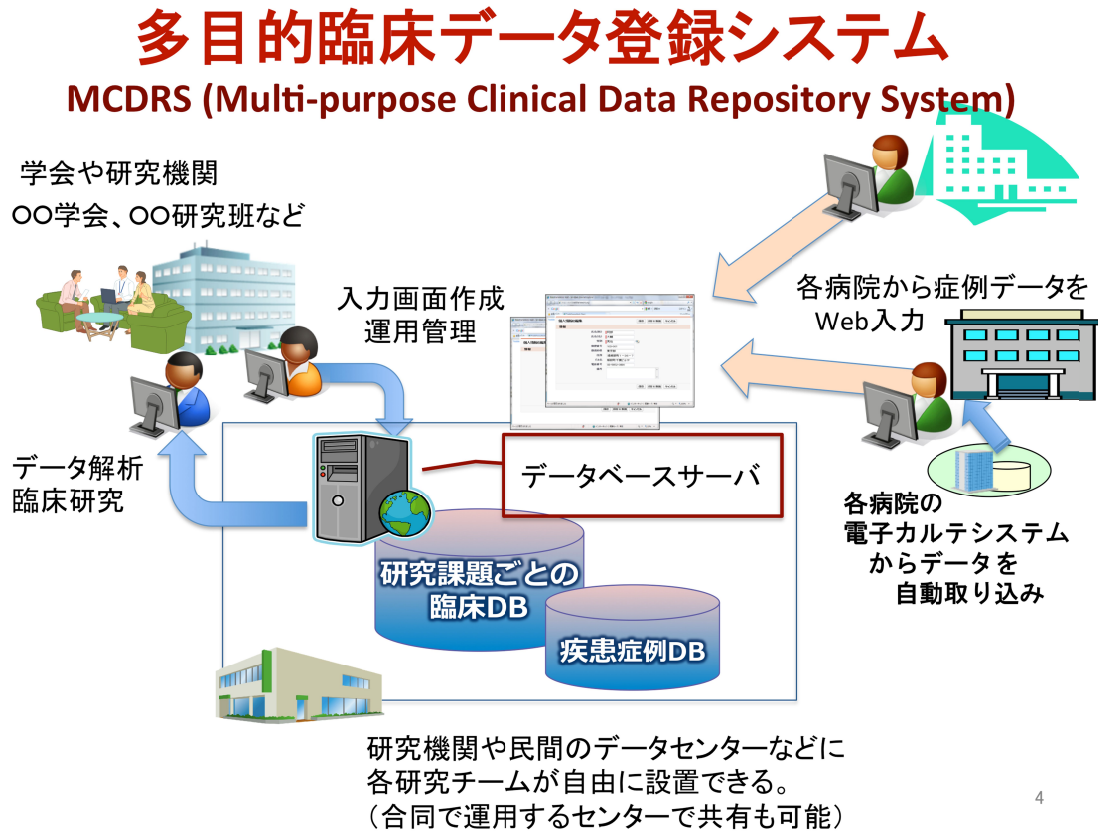 多目的臨床データ登録システム
MCDRS (Multi-purpose Clinical Data Repository System)
学会や研究機関
〇〇学会、〇〇研究班など
入力画面作成
運用管理
各病院から症例データを
Web入力
データ解析
臨床研究
データベースサーバ
各病院の
電子カルテシステム
からデータを
自動取り込み
研究課題ごとの
臨床DB
疾患症例DB
研究機関や民間のデータセンターなどに
各研究チームが自由に設置できる。
（合同で運用するセンターで共有も可能）
4